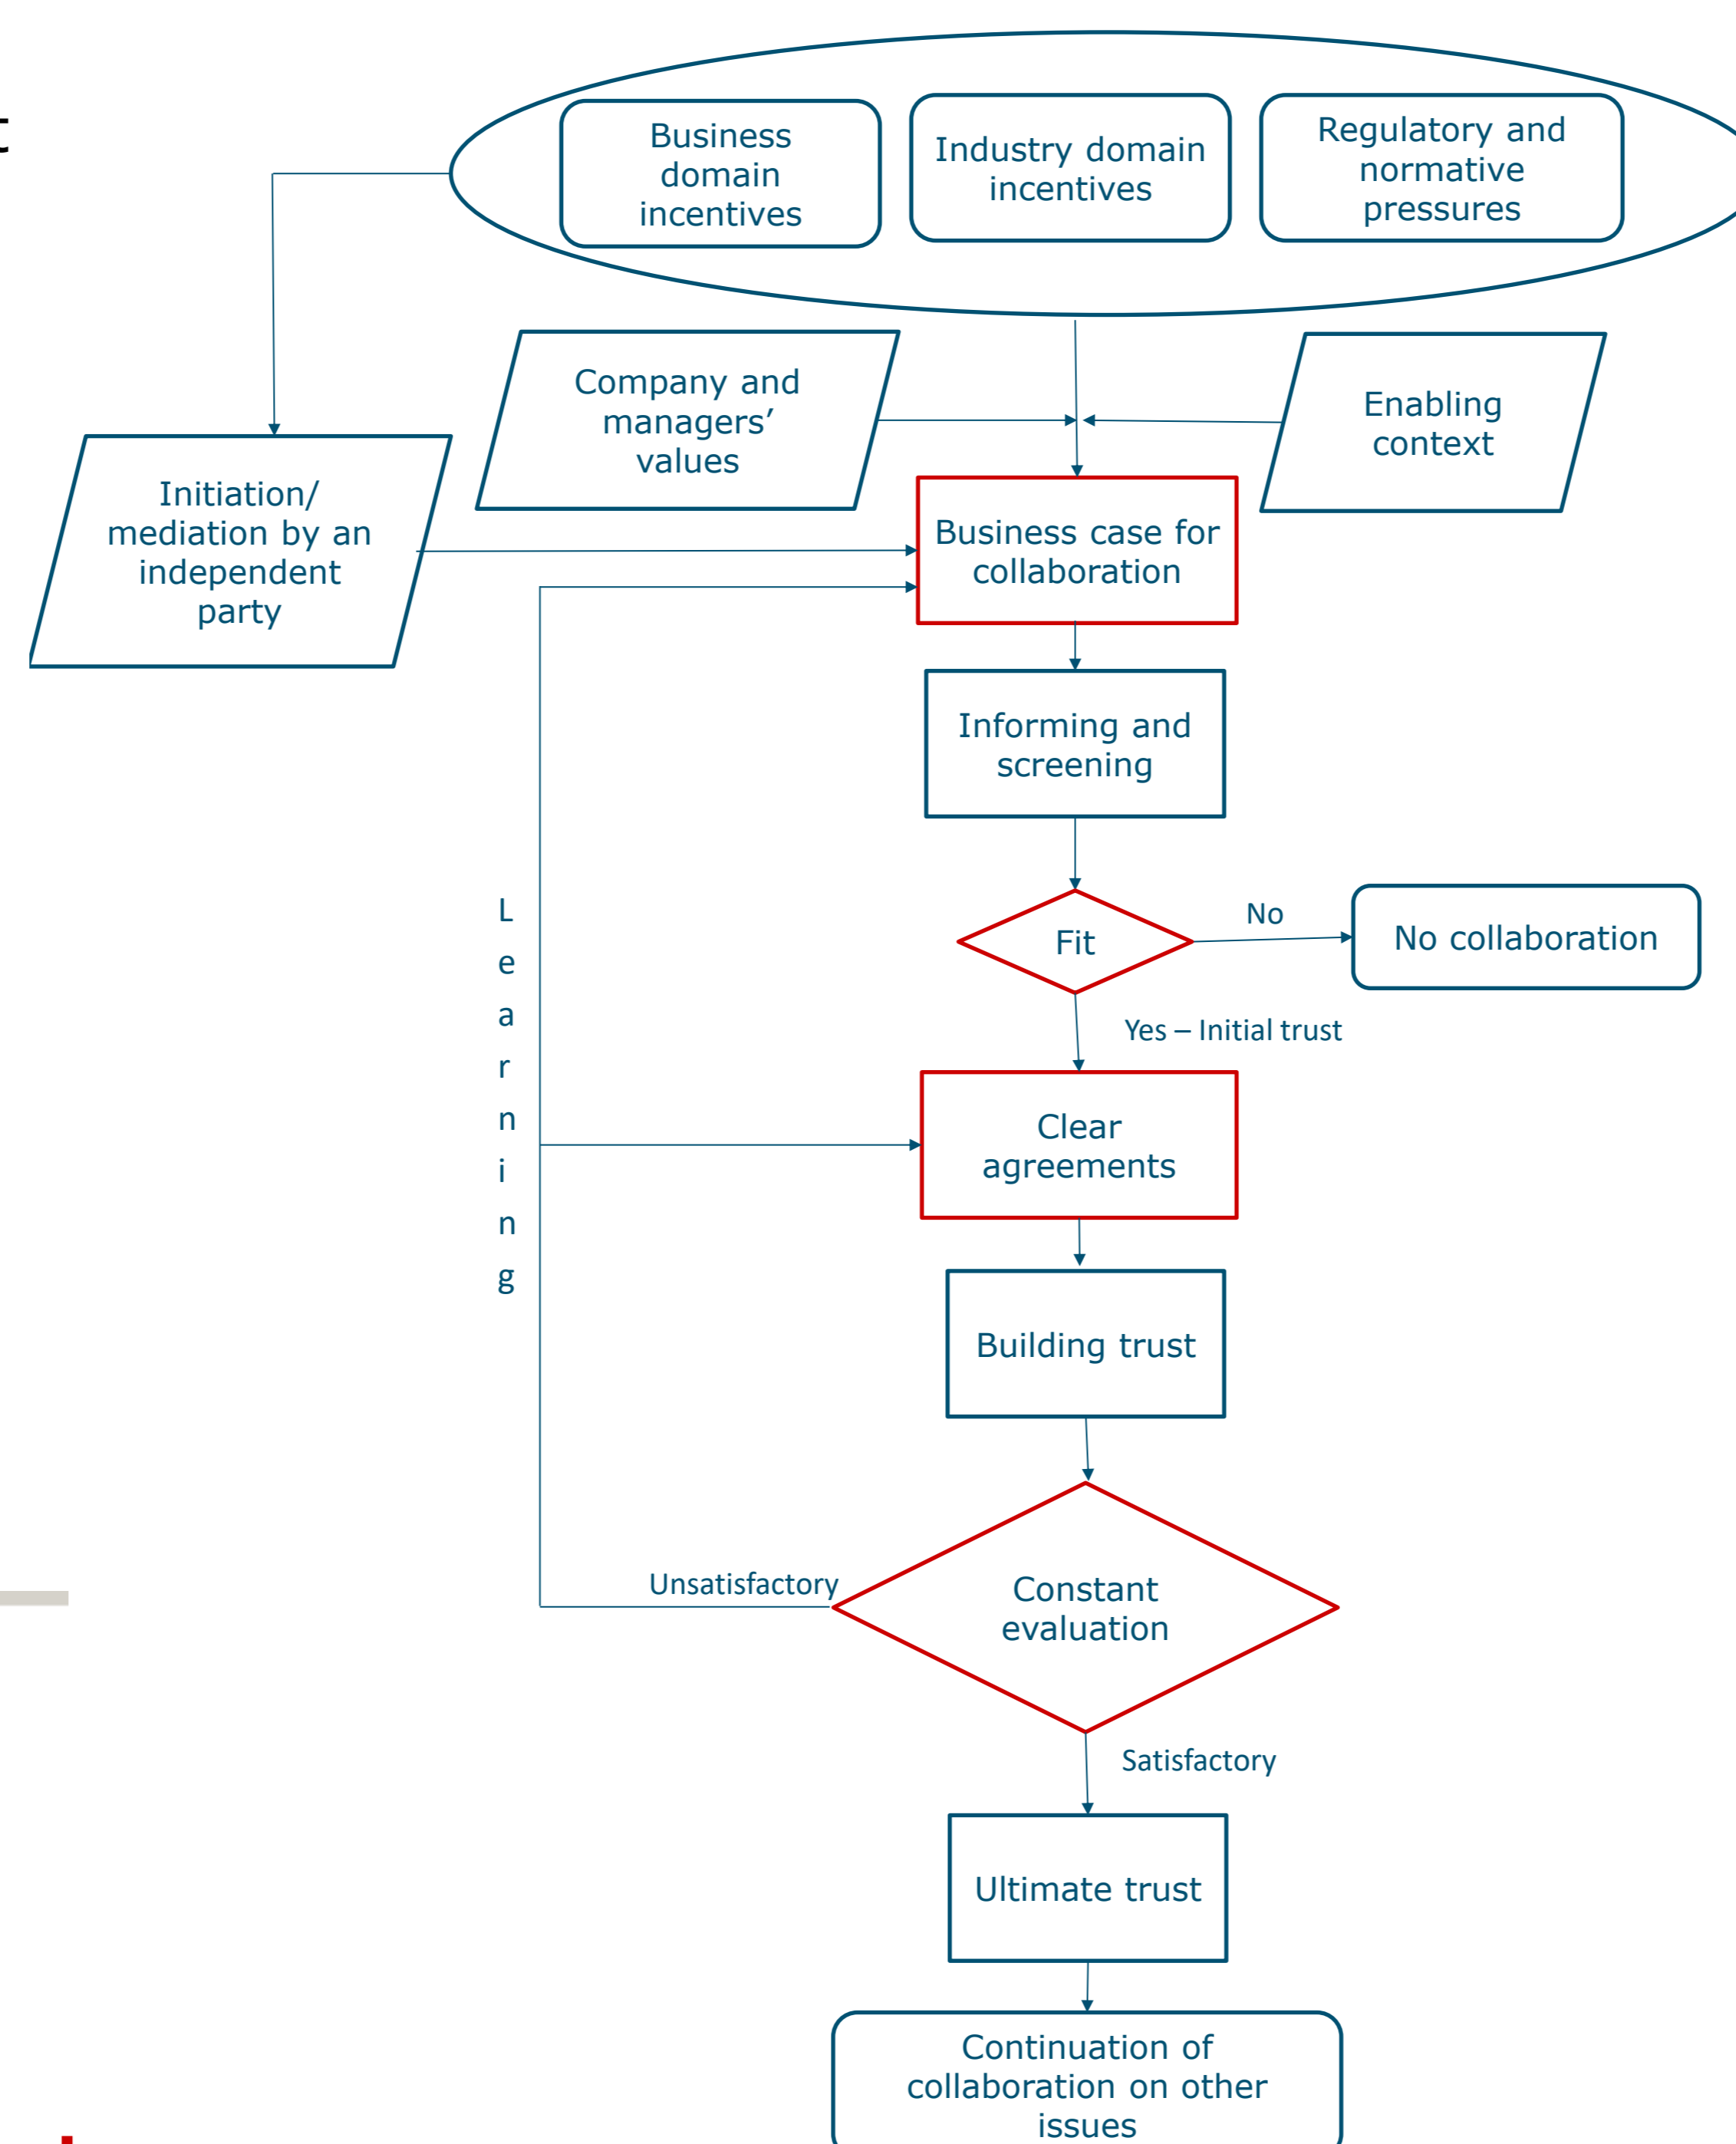 t
Business
domain
incentives
Industry domain
incentives
Regulatory and
normative
pressures
Company and
managers’
values
Enabling
context
Initiation/
mediation by an
independent
party
Business case for
collaboration
Informing and
screening
Fit
No
No collaboration
Yes – Initial trust
Learning
Clear
agreements
Building trust
Unsatisfactory
Constant
evaluation
Satisfactory
Ultimate trust
Continuation of
collaboration on other
issues